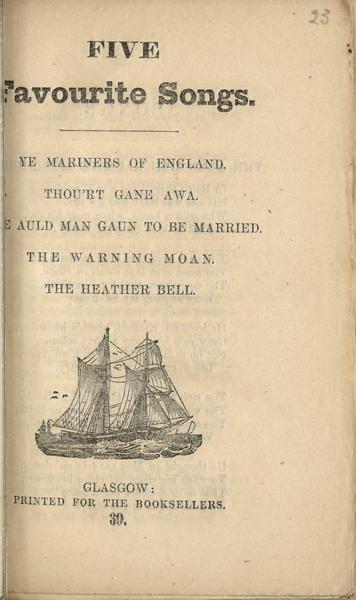 23
FIVE
Favourite Songs.
YE MARINERS OF ENGLAND.
THOU'RT GANE AWA.
E AULD MAN GAUN TO BE MARRIED.
THE WARNING MOAN.
THE HEATHER BELL.
GLASGOW:
PRINTED FOR THE BOOKSELLERS.
39.